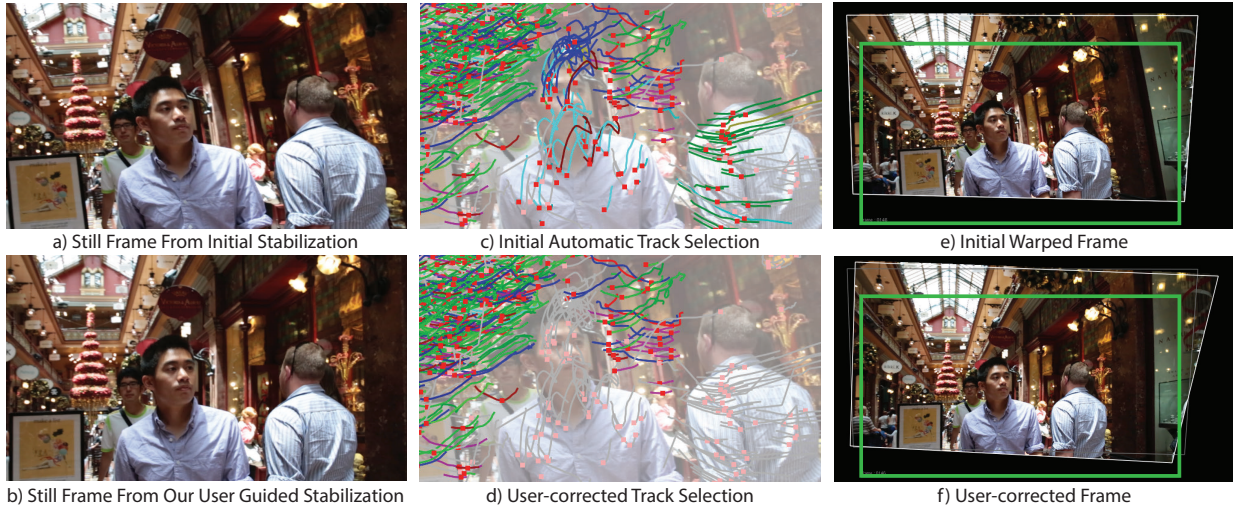 a) Still Frame From Initial Stabilization
c) Initial Automatic Track Selection
e) Initial Warped Frame
b) Still Frame From Our User Guided Stabilization
d) User-corrected Track Selection
f) User-corrected Frame